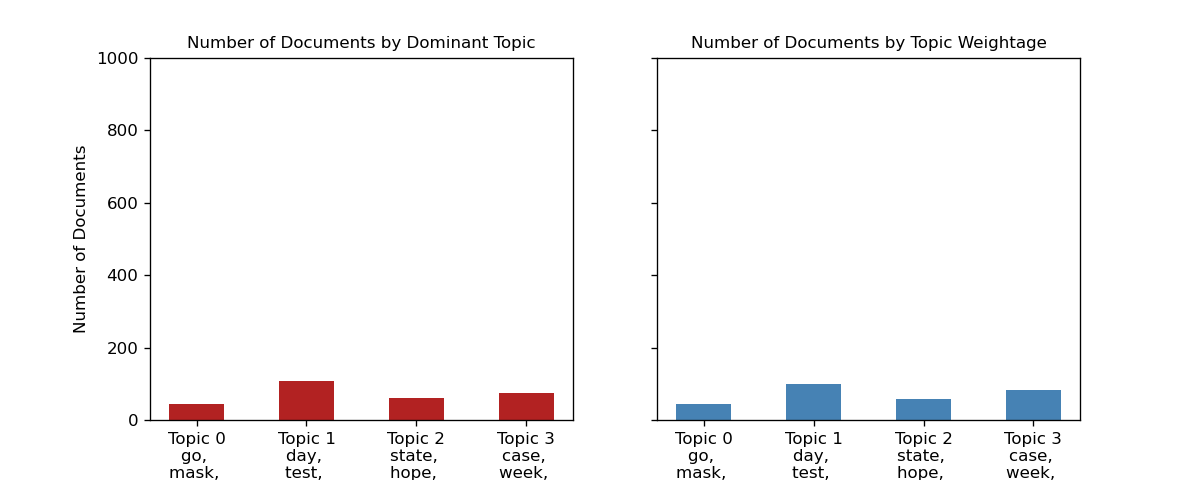 Number of Documents by Dominant Topic
Number of Documents
1000
800
600
400
200
0
Topic 0
go,
mask,
Topic 1
day,
test,
Topic 2
state,
hope,
Topic 3
case,
week,
Number of Documents by Topic Weightage
Topic 0
go,
mask,
Topic 1
day,
test,
Topic 2
state,
hope,
Topic 3
case,
week,